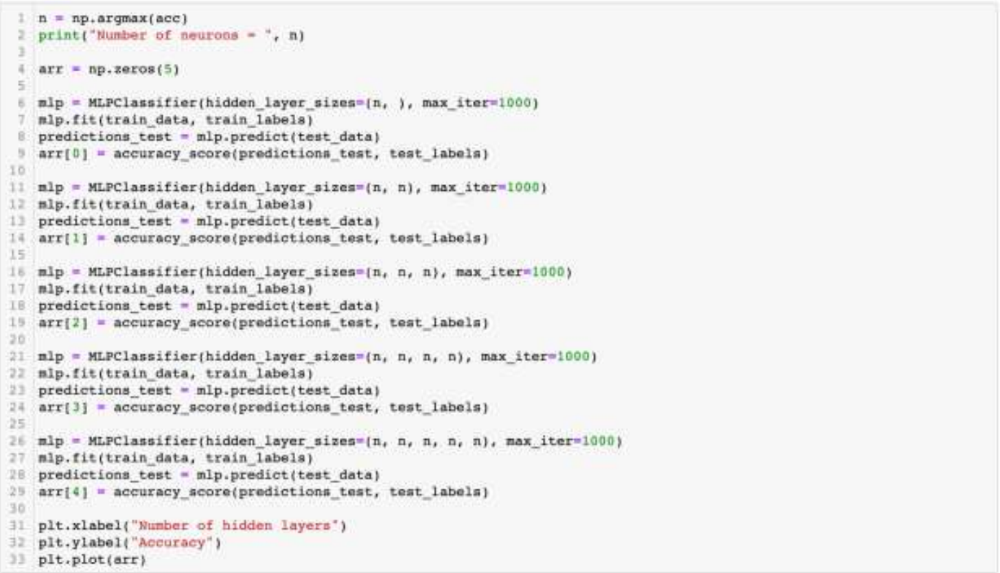 1 n = np.argmax(acc)
2 print("Number of neurons = ", n)
3
4 arr = np.zeros(5)
5
6 mlp = MLPClassifier(hidden_layer_sizes=(n, ), max_iter=1000)
7 mlp.fit(train_data, train_labels)
8 predictions_test = mlp.predict(test_data)
9 arr[0] = accuracy_score(predictions_test, test_labels)
10
11 mlp = MLPClassifier(hidden_layer_sizes=(n, n), max_iter=1000)
12 mlp.fit(train_data, train_labels)
13 predictions_test = mlp.predict(test_data)
14 arr[1] = accuracy_score(predictions_test, test_labels)
15
16 mlp = MLPClassifier(hidden_layer_sizes=(n, n, n), max_iter=1000)
17 mlp.fit(train_data, train_labels)
18 predictions_test = mlp.predict(test_data)
19 arr[2] = accuracy_score(predictions_test, test_labels)
20
21 mlp = MLPClassifier(hidden_layer_sizes=(n, n, n, n), max_iter=1000)
22 mlp.fit(train_data, train_labels)
23 predictions_test = mlp.predict(test_data)
24 arr[3] = accuracy_score(predictions_test, test_labels)
25
26 mlp = MLPClassifier(hidden_layer_sizes=(n, n, n, n, n), max_iter=1000)
27 mlp.fit(train_data, train_labels)
28 predictions_test = mlp.predict(test_data)
29 arr[4] = accuracy_score(predictions_test, test_labels)
30
31 plt.xlabel("Number of hidden layers")
32 plt.ylabel("Accuracy")
33 plt.plot(arr)